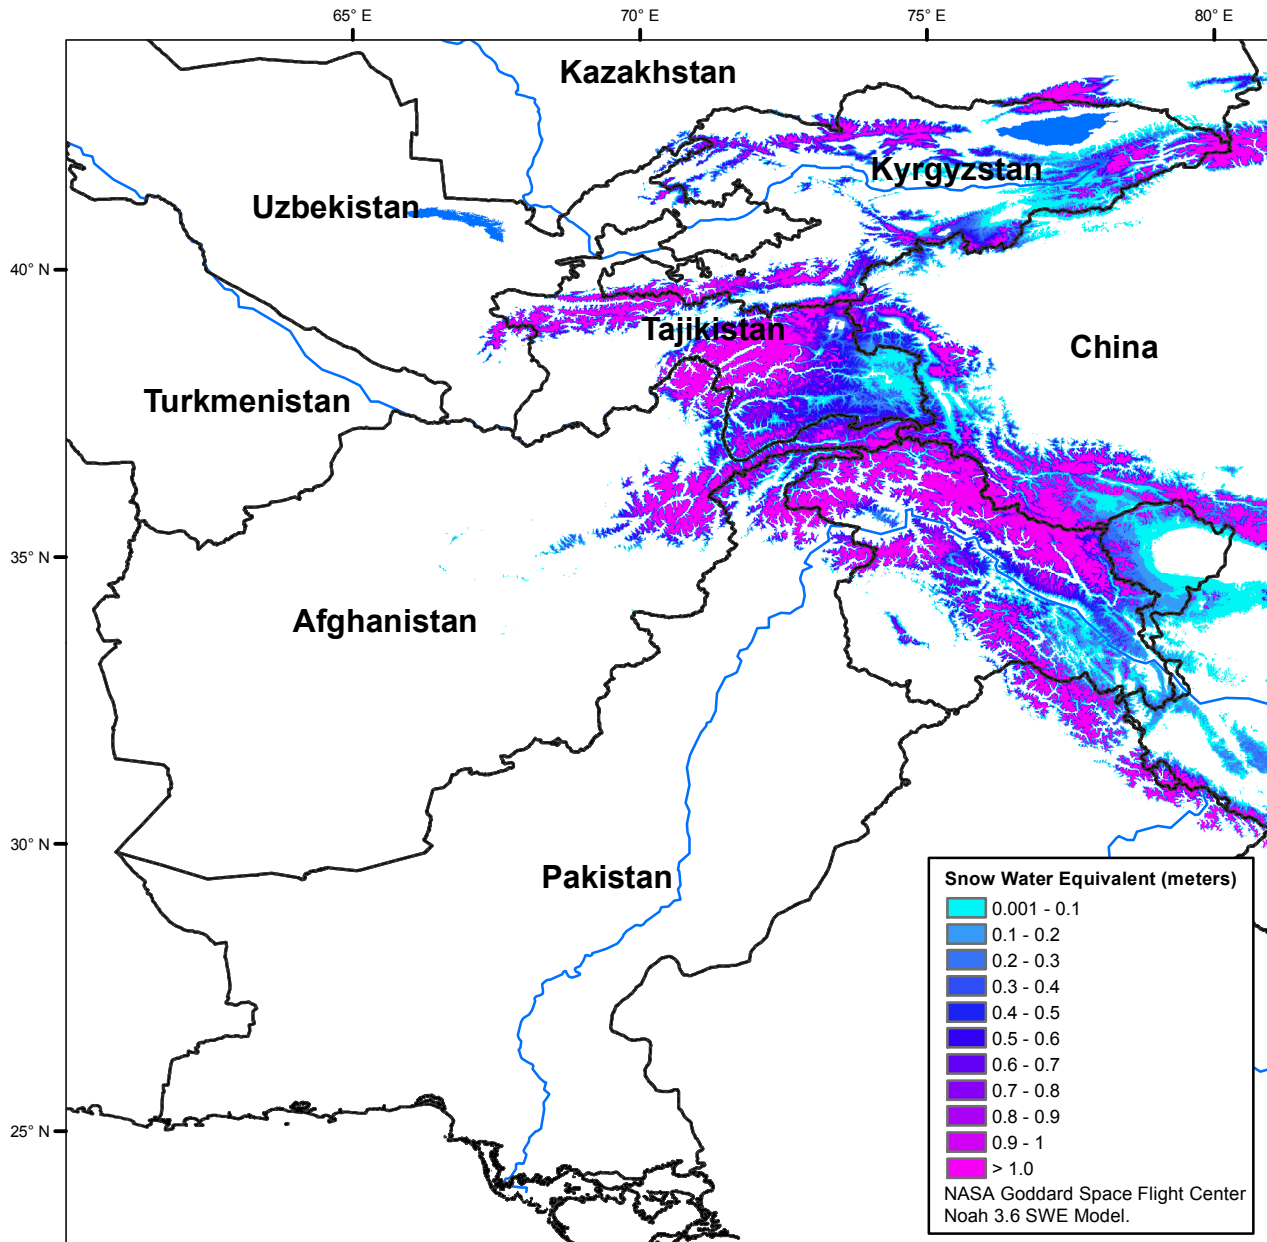 65° E
70° E
75° E
80° E
Kazakhstan
Kyrgyzstan
Uzbekistan
40° N
Tajikistan
China
Turkmenistan
35° N
Afghanistan
30° N
Pakistan
25° N
Snow Water Equivalent (meters)
0.001 - 0.1
0.1 - 0.2
0.2 - 0.3
0.3 - 0.4
0.4 - 0.5
0.5 - 0.6
0.6 - 0.7
0.7 - 0.8
0.8 - 0.9
0.9 - 1
> 1.0
NASA Goddard Space Flight Center
Noah 3.6 SWE Model.